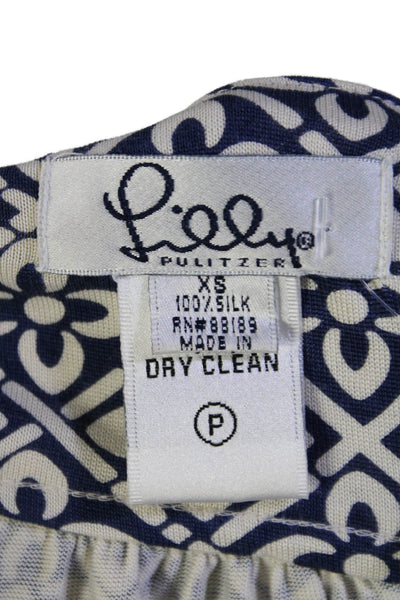 Lilly®
PULITZER
XS
100%SILK
RN#88189
MADE IN
DRY CLEAN
P